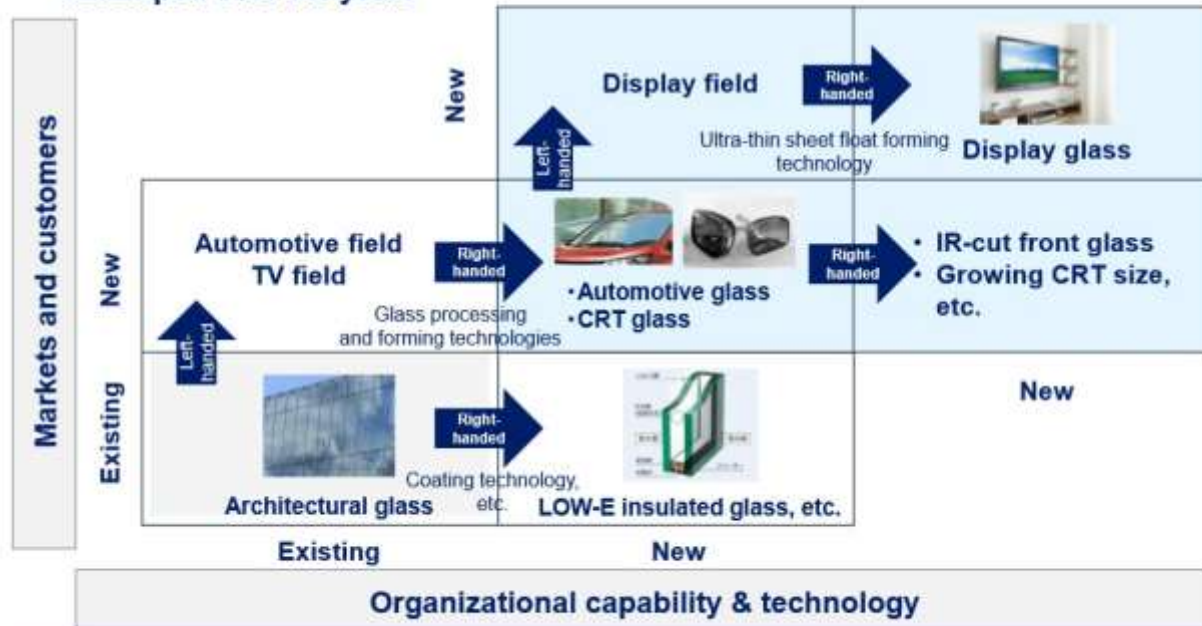 New
Display field
Right-
handed
Ultra-thin sheet float forming
technology
Display glass
Left-
handed
Markets and customers
New
Automotive field
TV field
Right-
handed
Glass processing
and forming technologies
•Automotive glass
•CRT glass
Right-
handed
• IR-cut front glass
• Growing CRT size,
etc.
Left-
handed
Existing
Architectural glass
Right-
handed
Coating technology,
etc.
LOW-E insulated glass, etc.
New
Existing
New
Organizational capability & technology